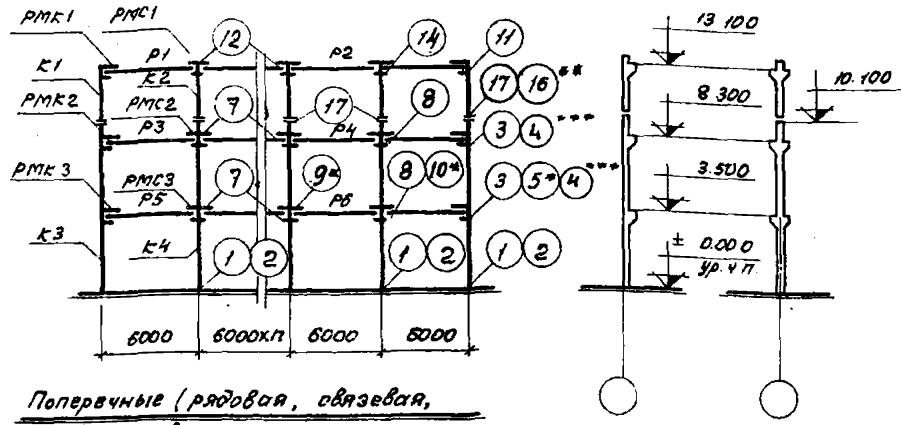 РМК1
РМС1
12
14
11
13.100
Р1
Р2
К1
К2
17
16**
10.100
РМК2
РМС2
7
17
8
8.300
Р3
Р4
3
4***
РМК3
РМС3
7
9*
8
10*
3
5*
4***
3.500
Р5
Р6
К3
К4
1
2
1
2
1
2
± 0.000
ур. ч п.
6000
6000хп
6000
6000
Поперечные (рядовая, связевая,